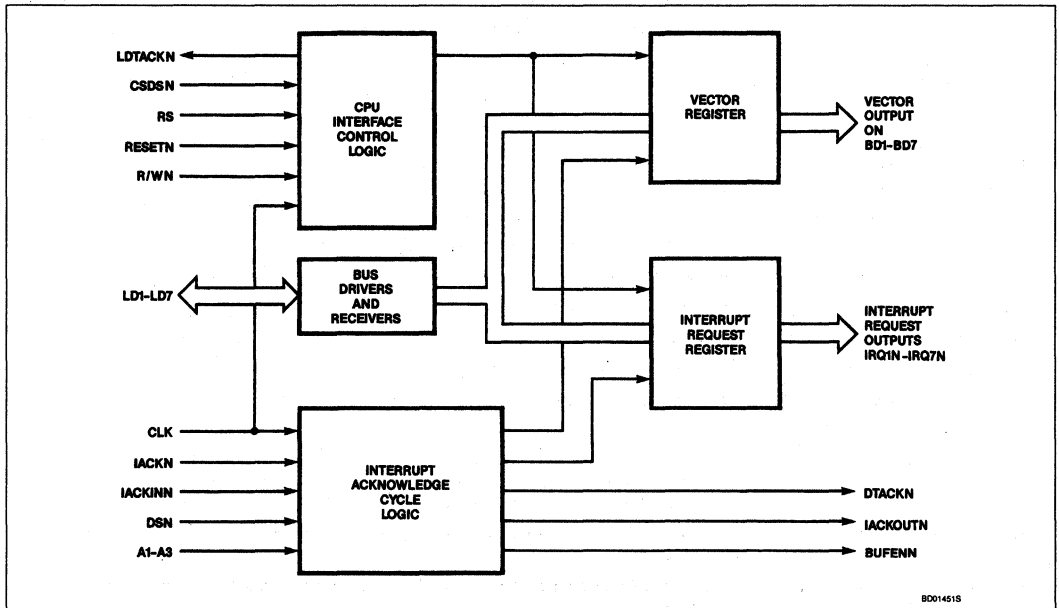 LDTACKN
CSDSN
RS
RESETN
R/WN
CPU
INTERFACE
CONTROL
LOGIC
VECTOR
REGISTER
VECTOR
OUTPUT
ON
BD1-BD7
LD1-LD7
BUS
DRIVERS
AND
RECEIVERS
INTERRUPT
REQUEST
REGISTER
INTERRUPT
REQUEST
OUTPUTS
IRQ1N-IRQ7N
CLK
IACKN
IACKINN
DSN
A1-A3
INTERRUPT
ACKNOWLEDGE
CYCLE
LOGIC
DTACKN
IACKOUTN
BUFENN
BD01451S